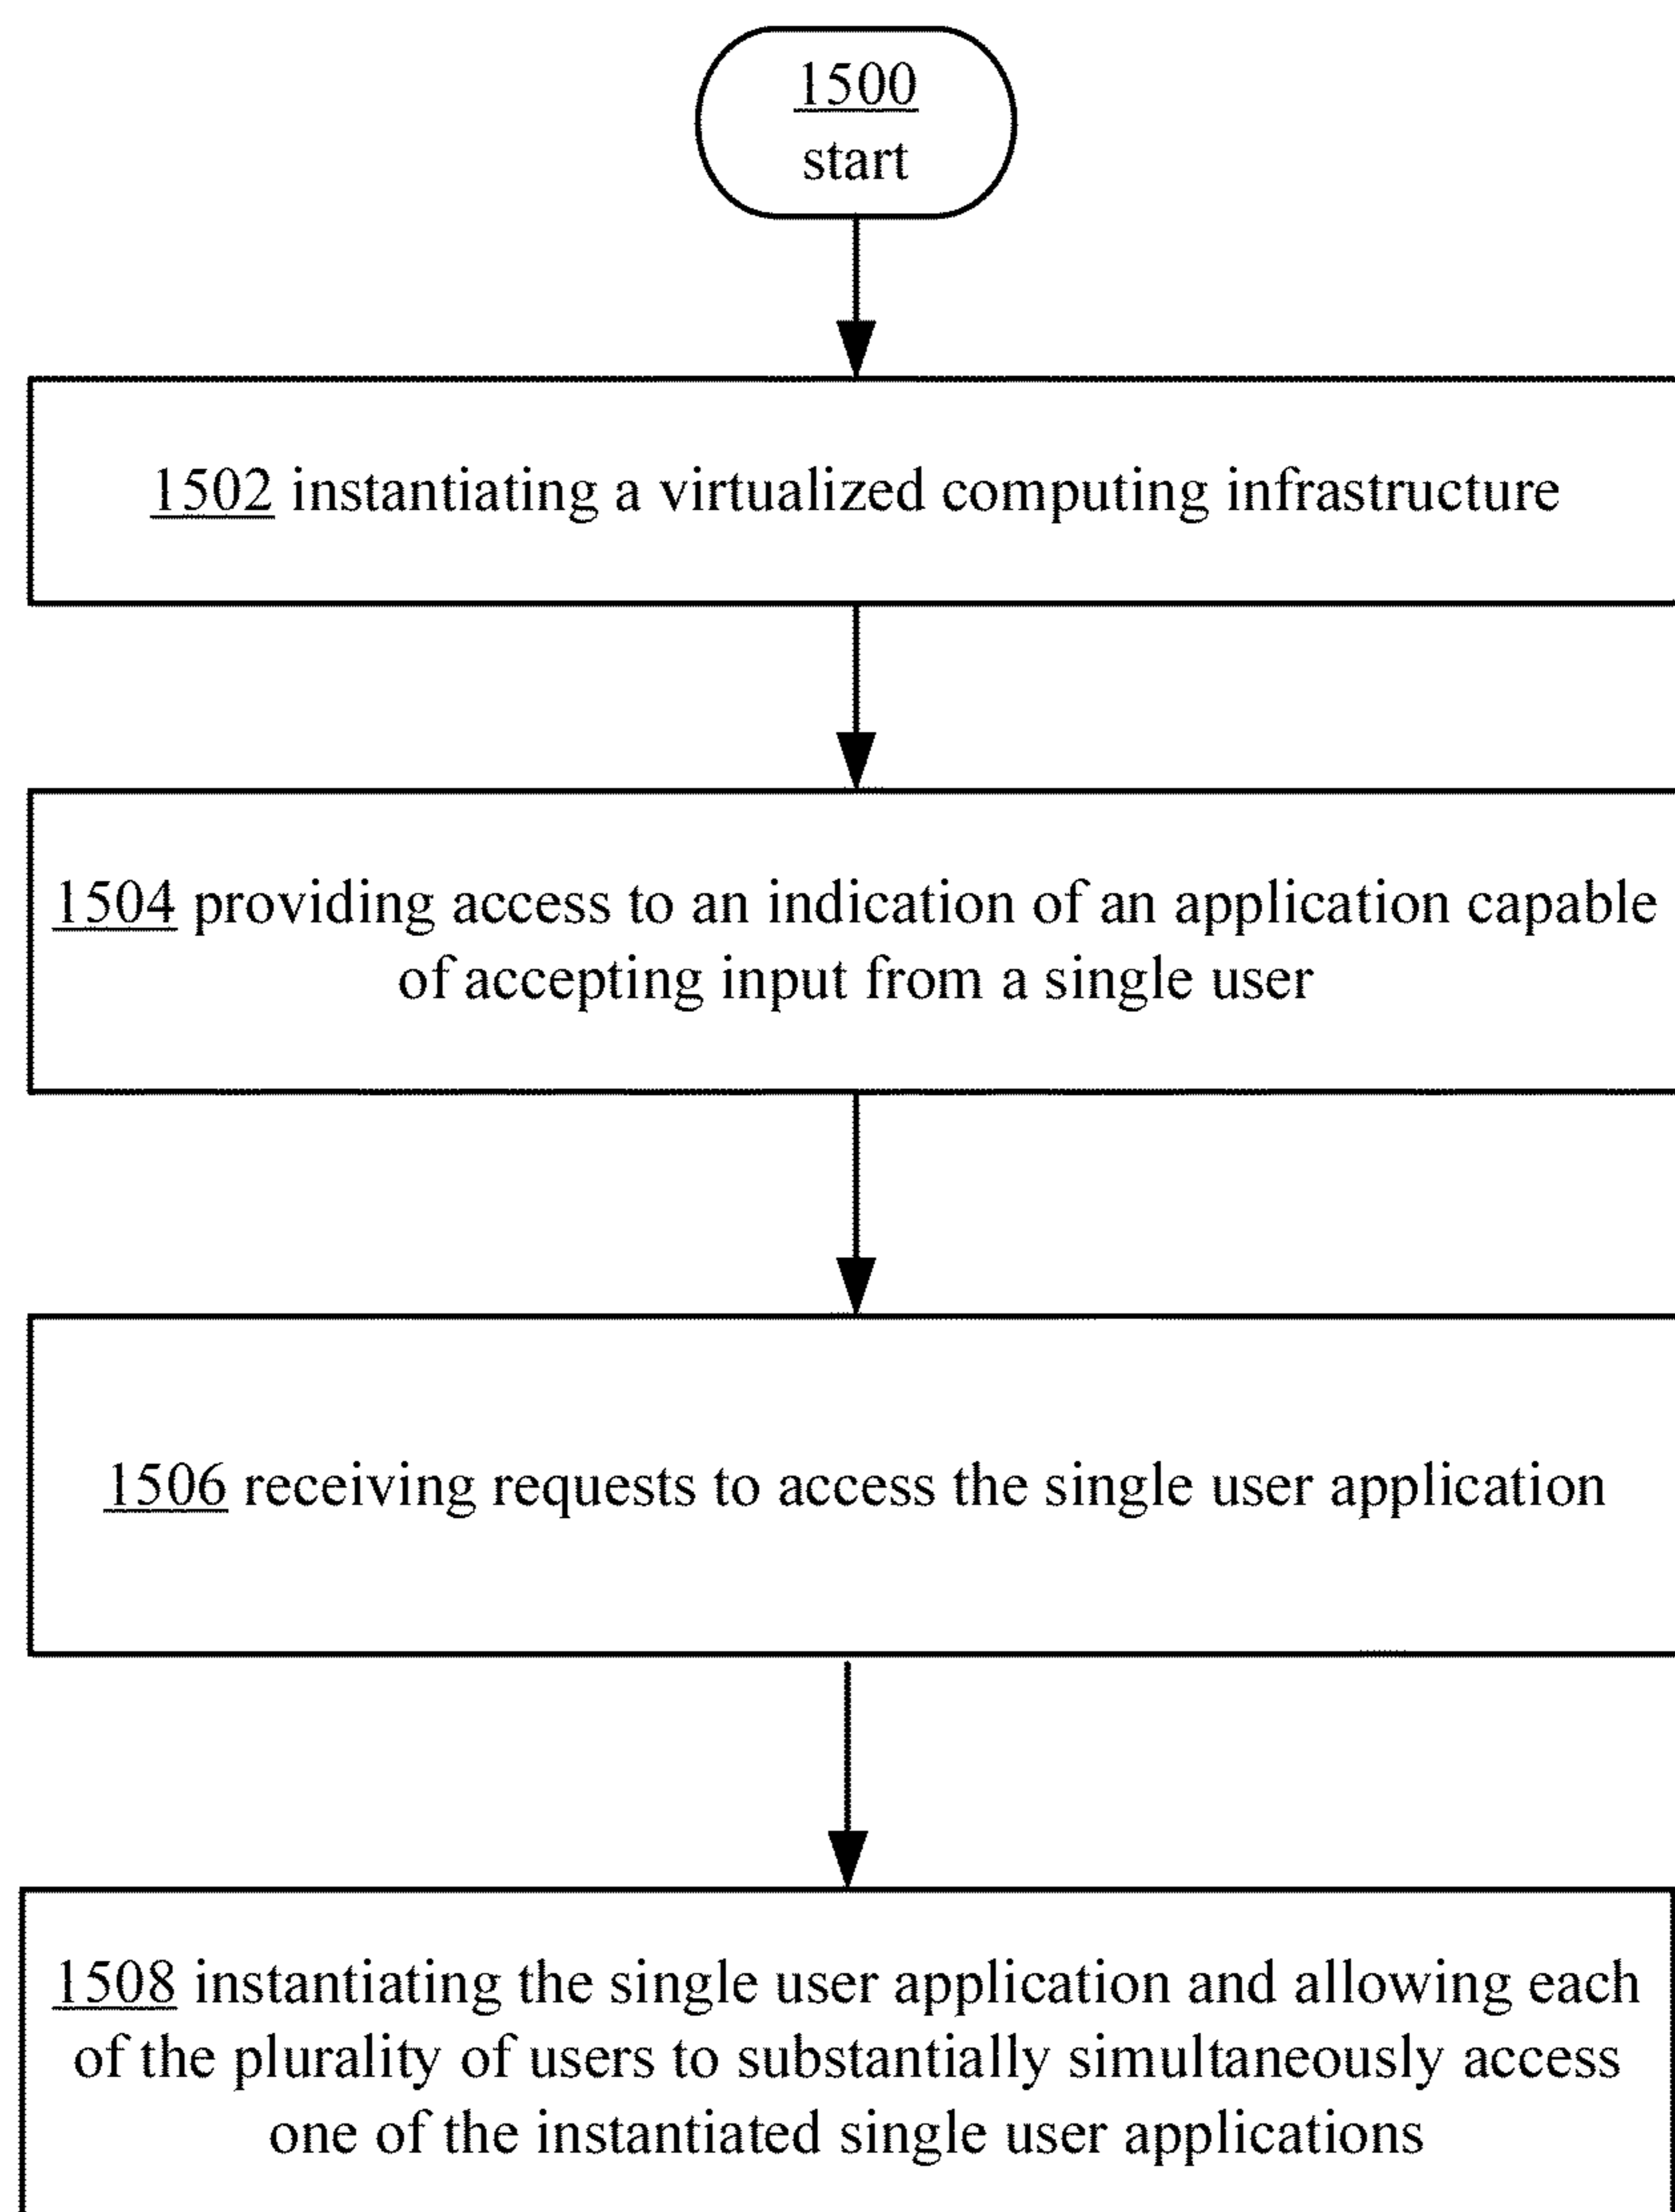 1500
start
1502 instantiating a virtualized computing infrastructure
1504 providing access to an indication of an application capable
of accepting input from a single user
1506 receiving requests to access the single user application
1508 instantiating the single user application and allowing each
of the plurality of users to substantially simultaneously access
one of the instantiated single user applications